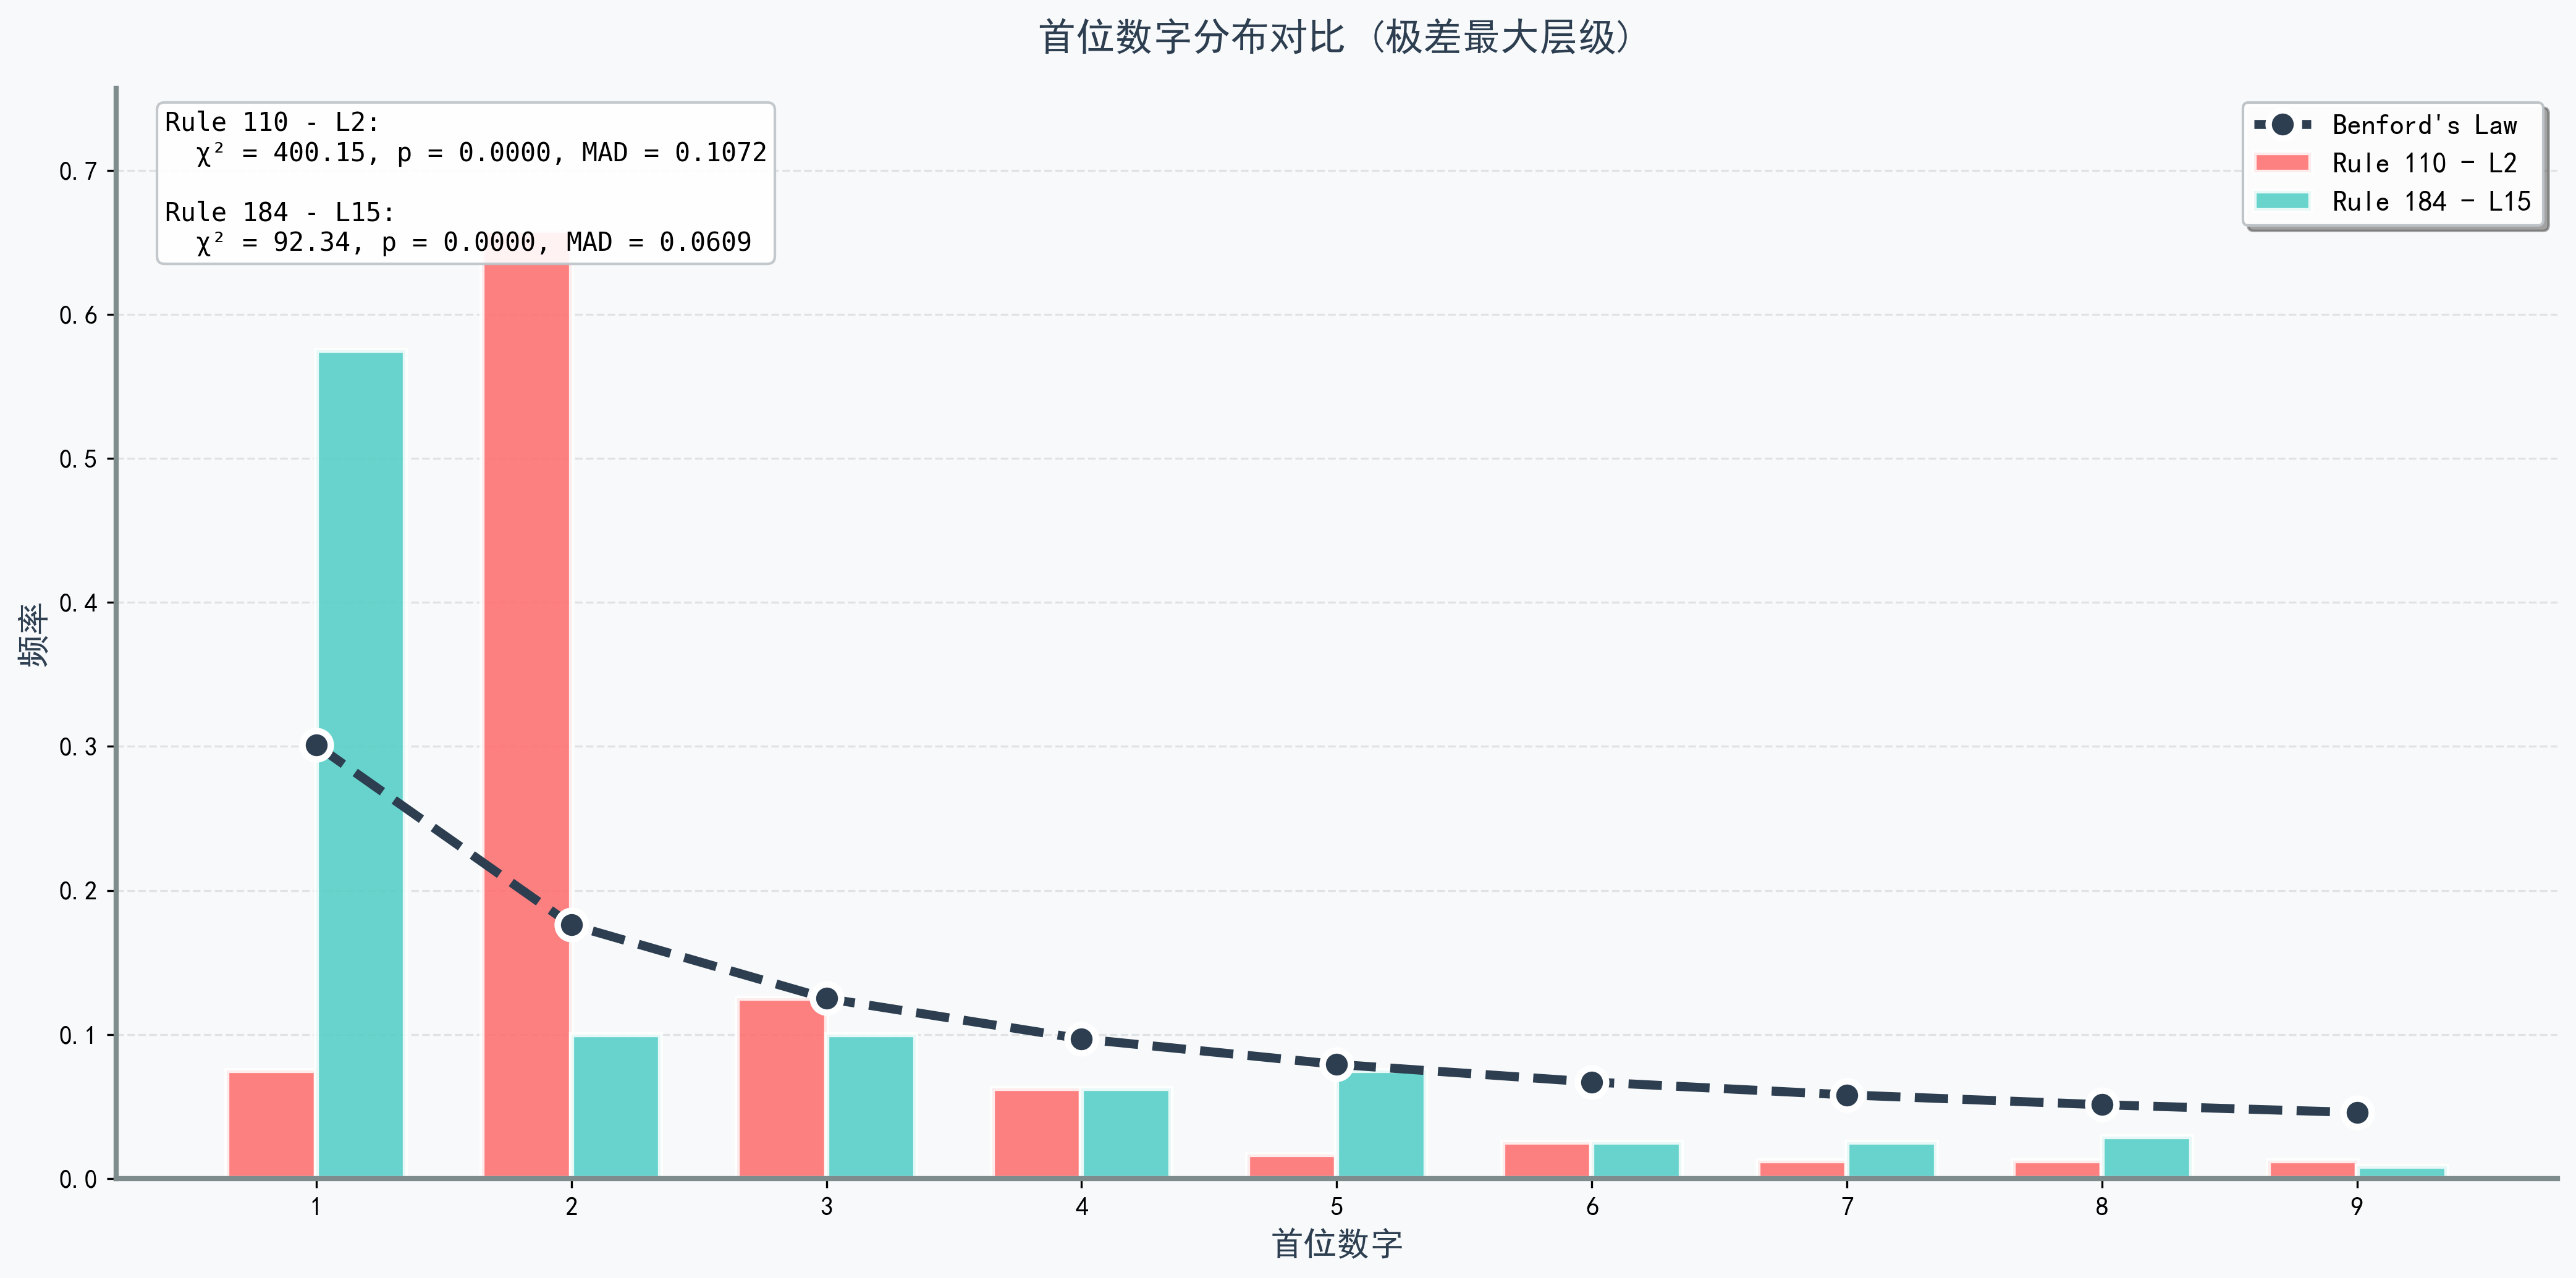 首位数字分布对比 (极差最大层级)
Rule 110 - L2:
χ² = 400.15, p = 0.0000, MAD = 0.1072
Rule 184 - L15:
χ² = 92.34, p = 0.0000, MAD = 0.0609
Benford's Law
Rule 110 − L2
Rule 184 − L15
频率
0.7
0.6
0.5
0.4
0.3
0.2
0.1
0.0
1 2 3 4 5 6 7 8 9
首位数字